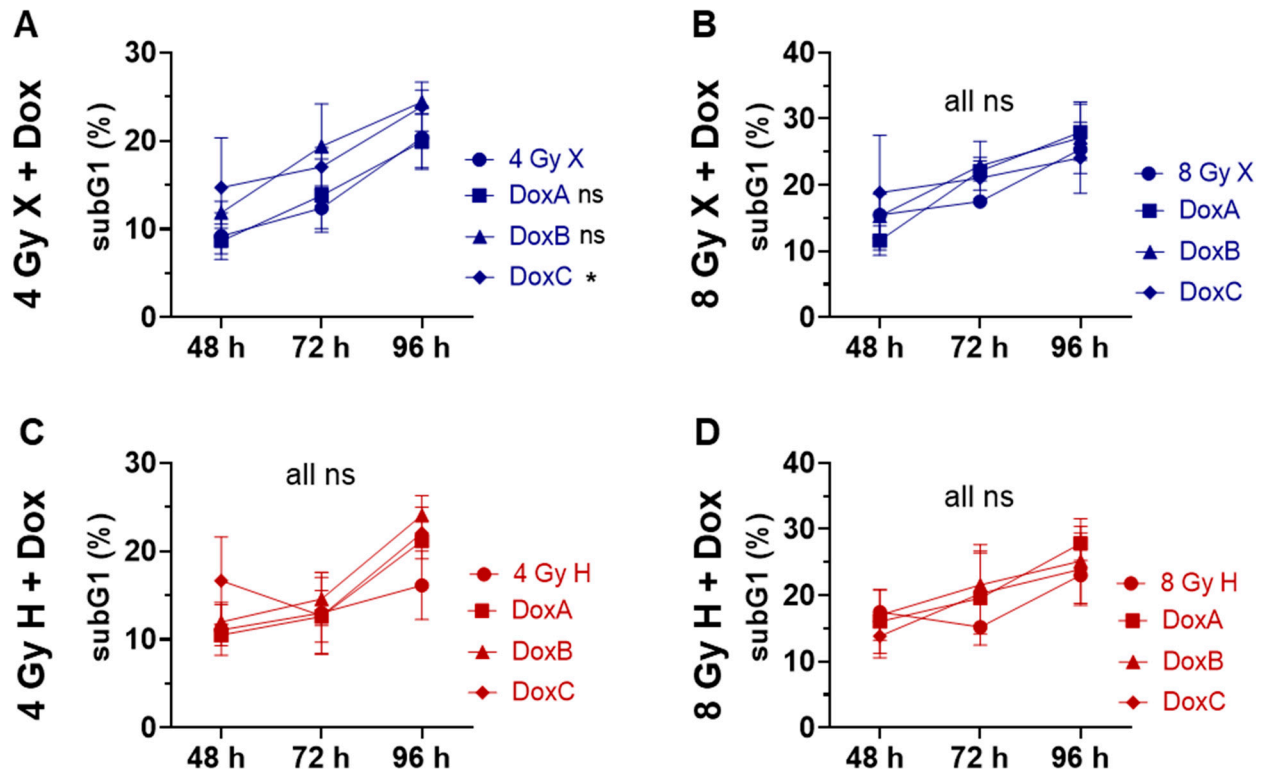 A
4 Gy X + Dox
subG1 (%)
30
20
10
0
48 h 72 h 96 h
4 Gy X
DoxA ns
DoxB ns
DoxC *
B
8 Gy X + Dox
subG1 (%)
40
30
20
10
0
all ns
48 h 72 h 96 h
8 Gy X
DoxA
DoxB
DoxC
C
4 Gy H + Dox
subG1 (%)
30
20
10
0
all ns
48 h 72 h 96 h
4 Gy H
DoxA
DoxB
DoxC
D
8 Gy H + Dox
subG1 (%)
40
30
20
10
0
all ns
48 h 72 h 96 h
8 Gy H
DoxA
DoxB
DoxC